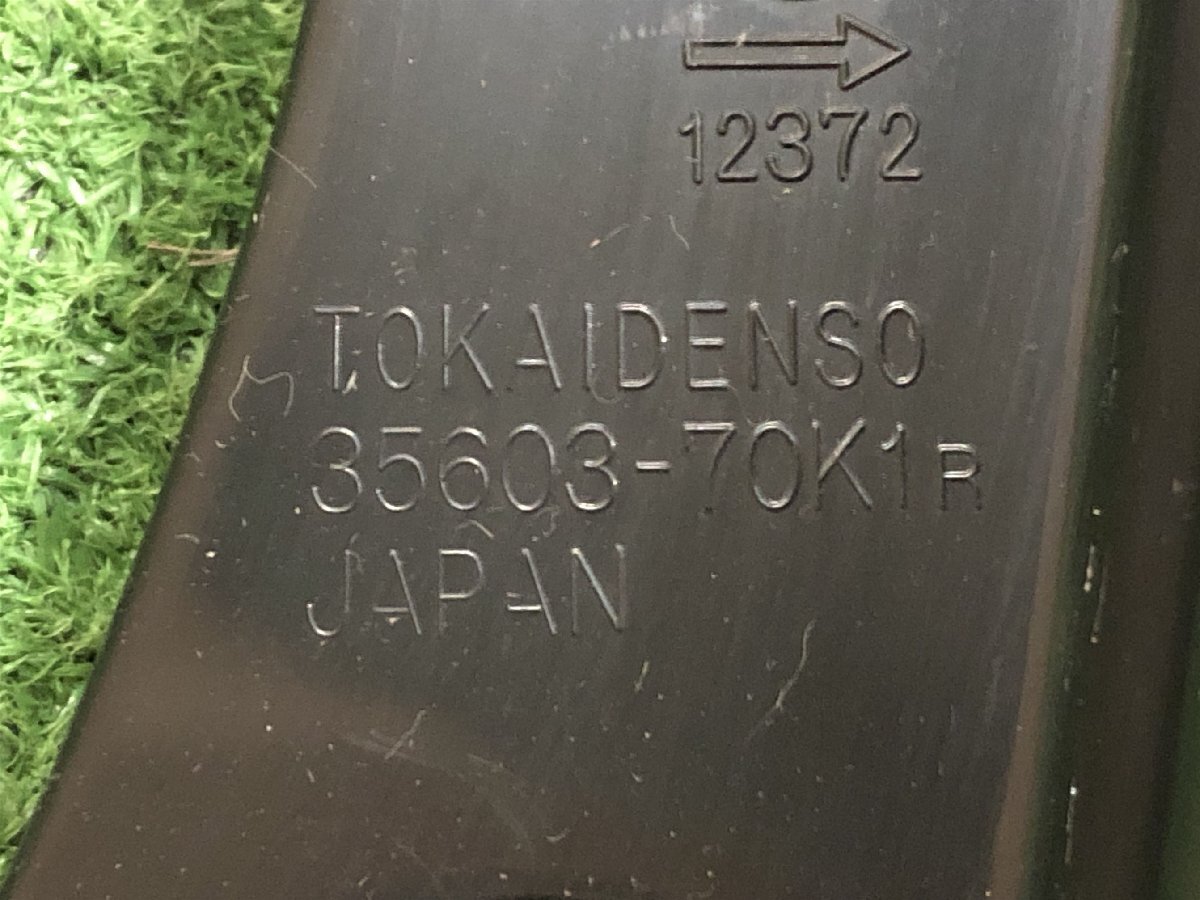 12372
TOKAIDENSO
35603-70K1R
JAPAN